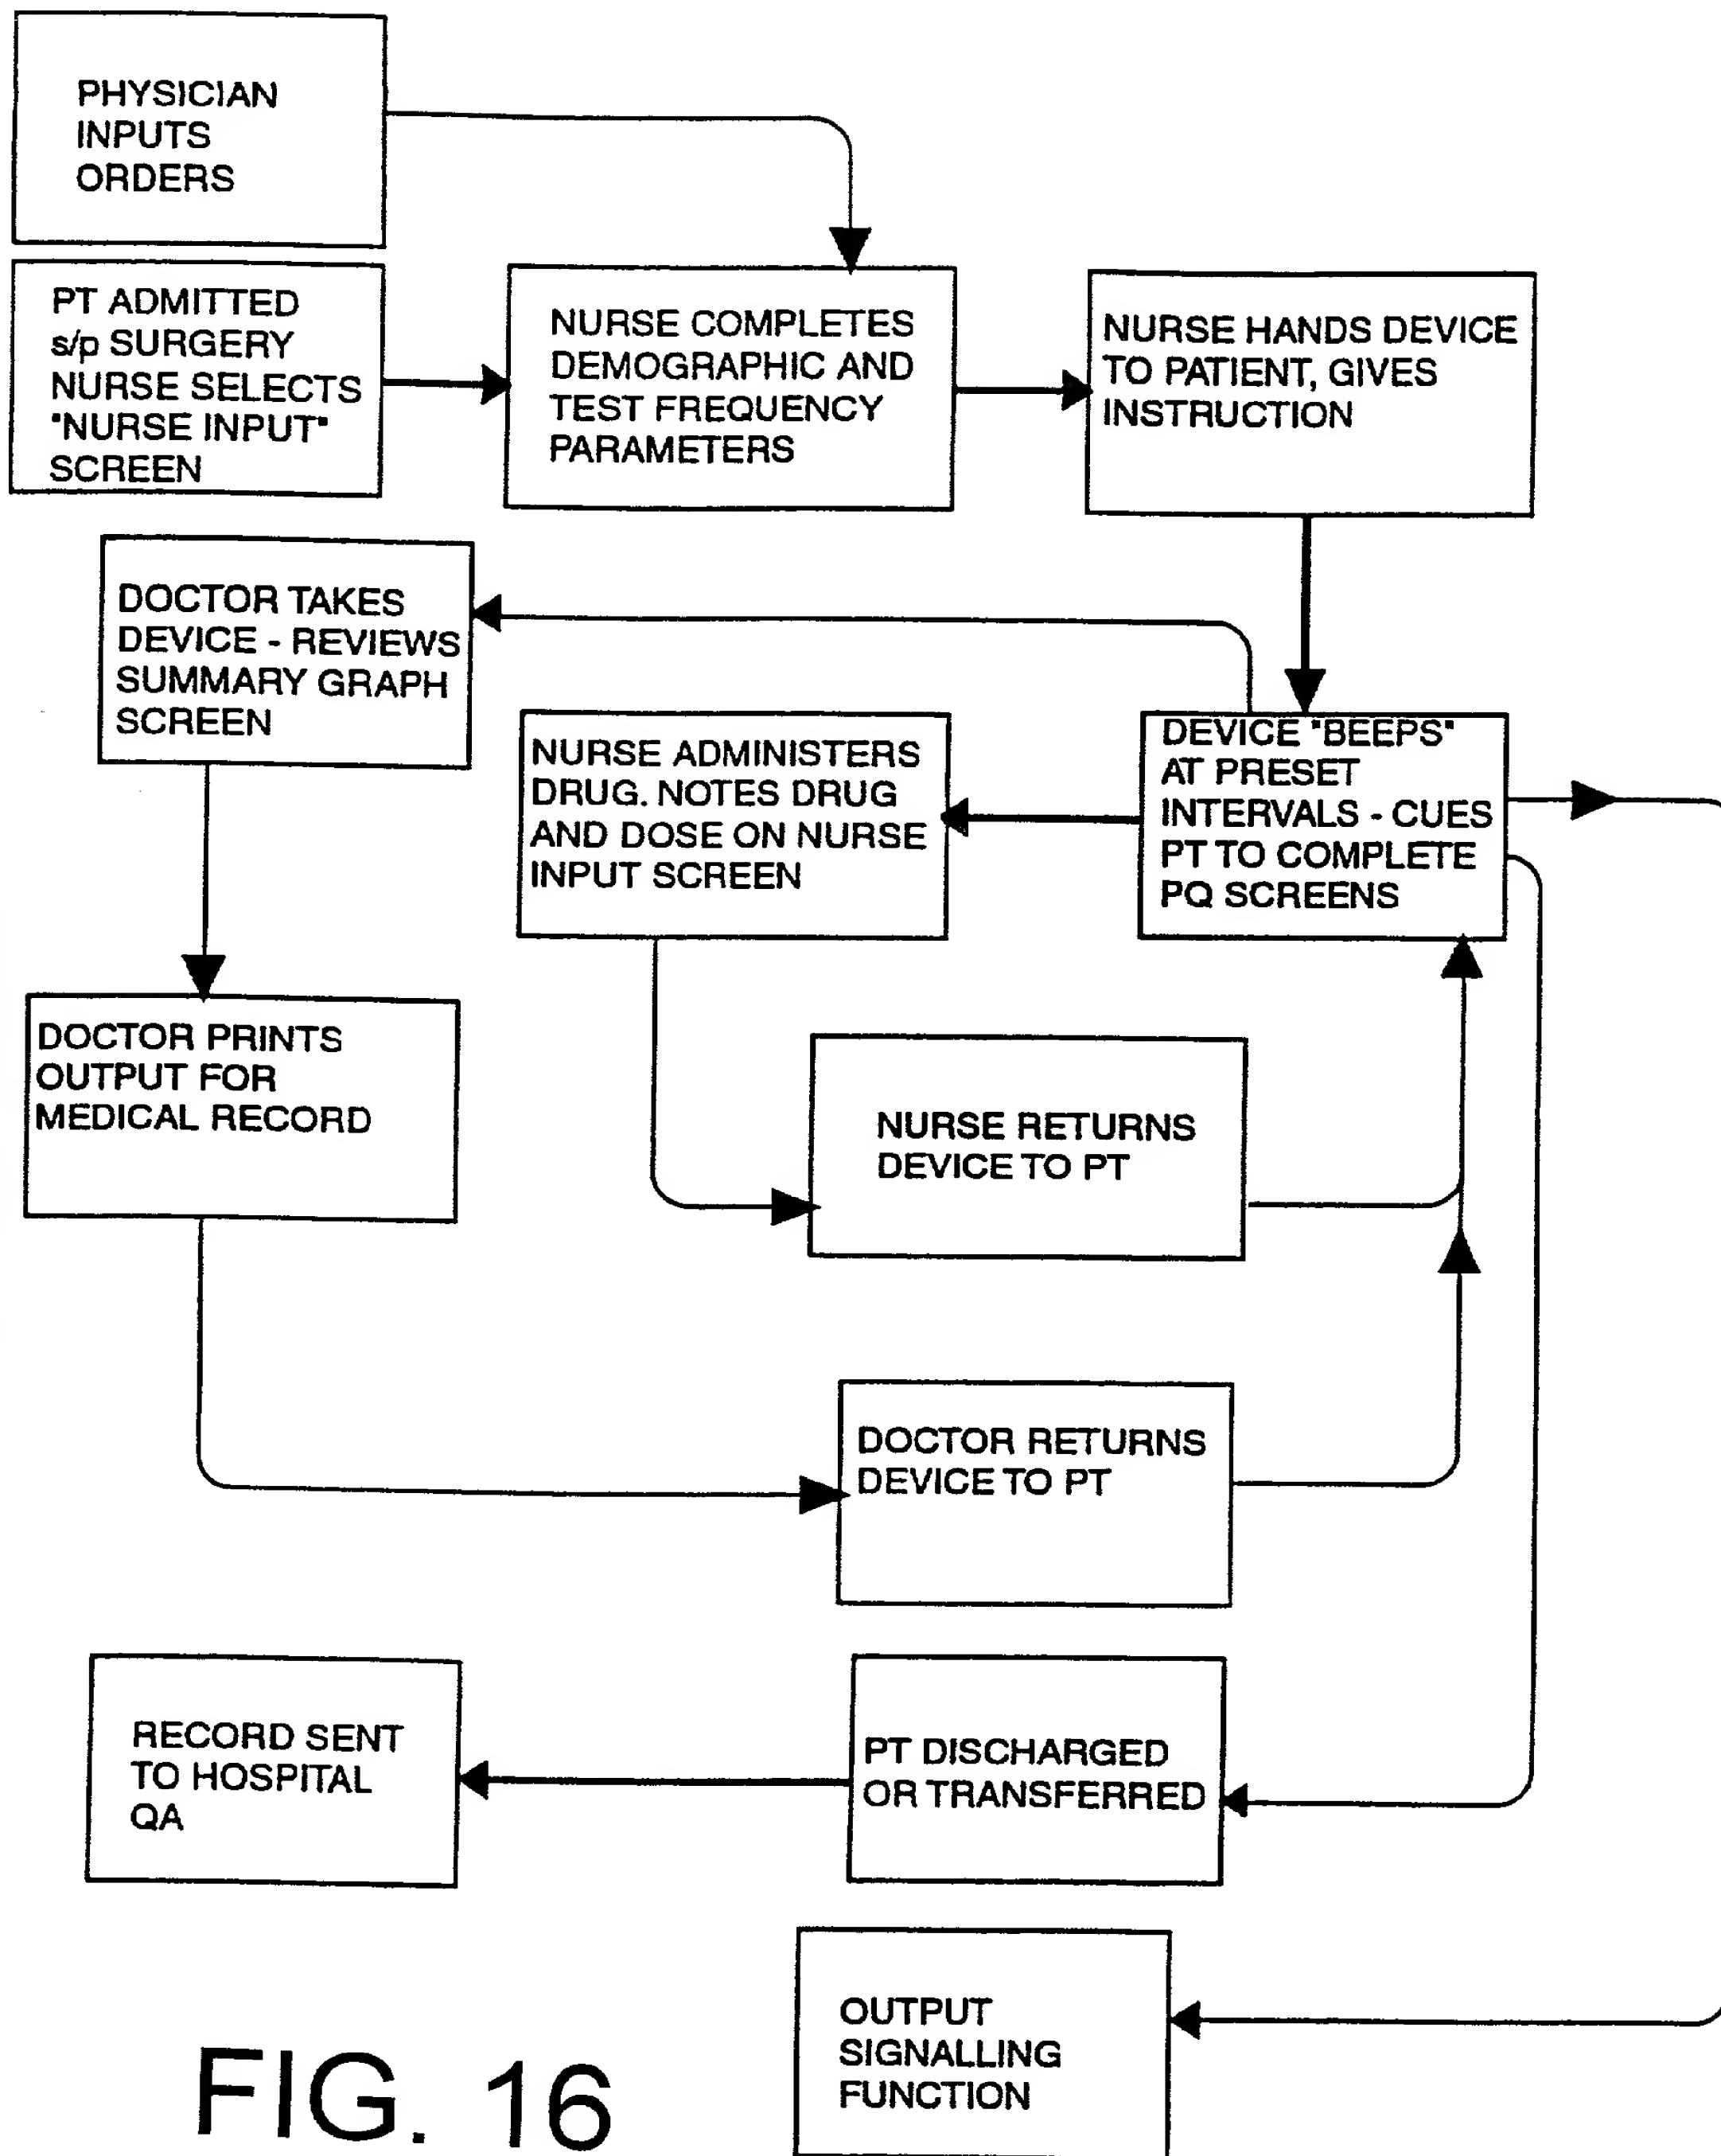 PHYSICIAN
INPUTS
ORDERS
PT ADMITTED
s/p SURGERY
NURSE SELECTS
"NURSE INPUT"
SCREEN
NURSE COMPLETES
DEMOGRAPHIC AND
TEST FREQUENCY
PARAMETERS
NURSE HANDS DEVICE
TO PATIENT, GIVES
INSTRUCTION
DOCTOR TAKES
DEVICE - REVIEWS
SUMMARY GRAPH
SCREEN
NURSE ADMINISTERS
DRUG. NOTES DRUG
AND DOSE ON NURSE
INPUT SCREEN
DEVICE "BEEPS"
AT PRESET
INTERVALS - CUES
PT TO COMPLETE
PQ SCREENS
DOCTOR PRINTS
OUTPUT FOR
MEDICAL RECORD
NURSE RETURNS
DEVICE TO PT
DOCTOR RETURNS
DEVICE TO PT
RECORD SENT
TO HOSPITAL
QA
PT DISCHARGED
OR TRANSFERRED
OUTPUT
SIGNALLING
FUNCTION
FIG. 16